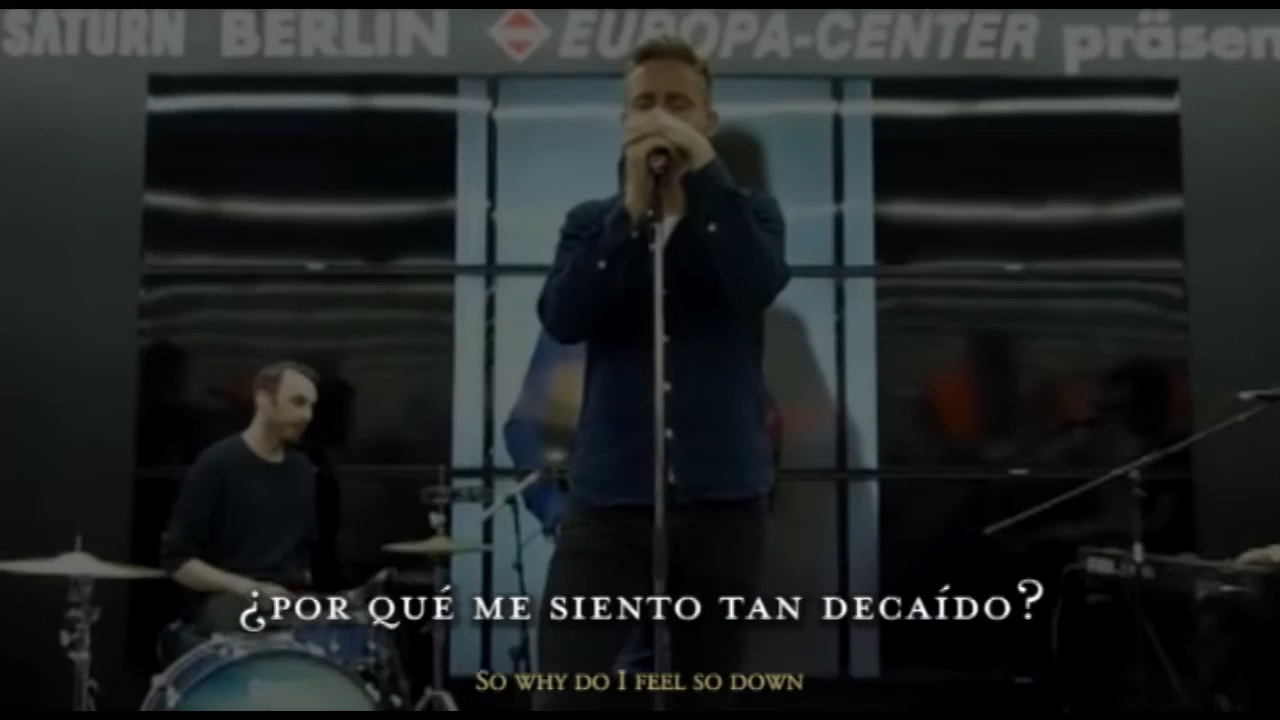 SATURN BERLIN EUROPA-CENTER präsen
¿POR QUÉ ME SIENTO TAN DECAÍDO?
SO WHY DO I FEEL SO DOWN